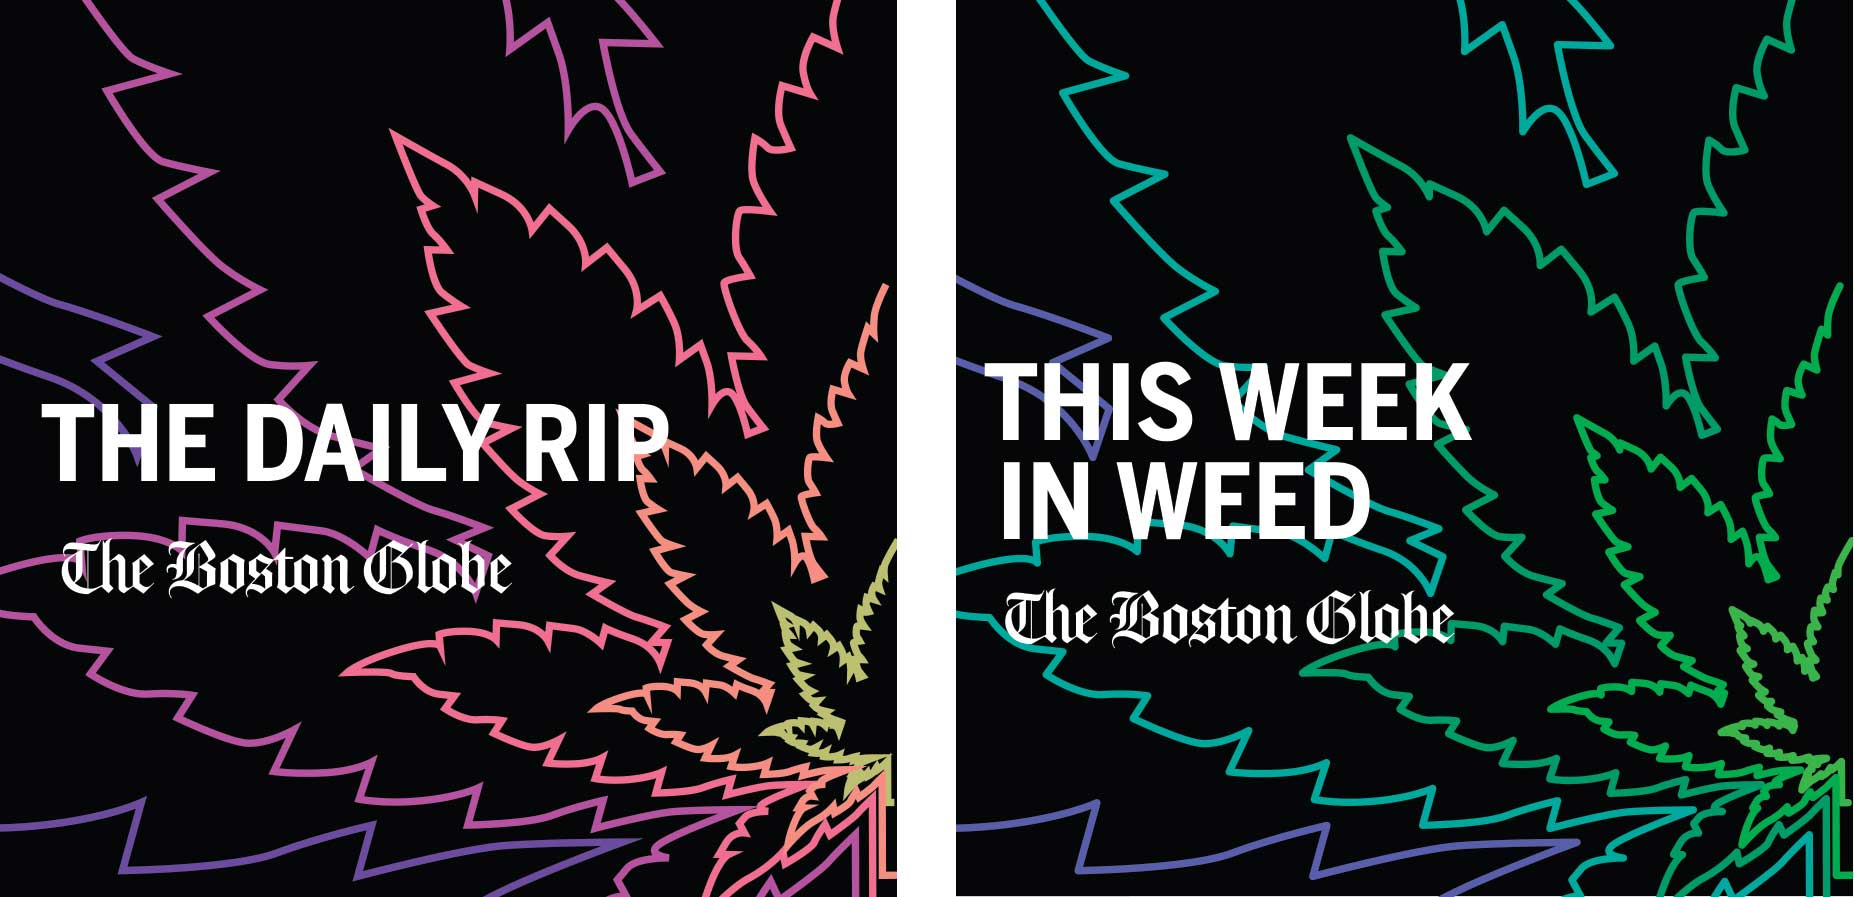 THE DAILY RIP
The Boston Globe
THIS WEEK
IN WEED
The Boston Globe